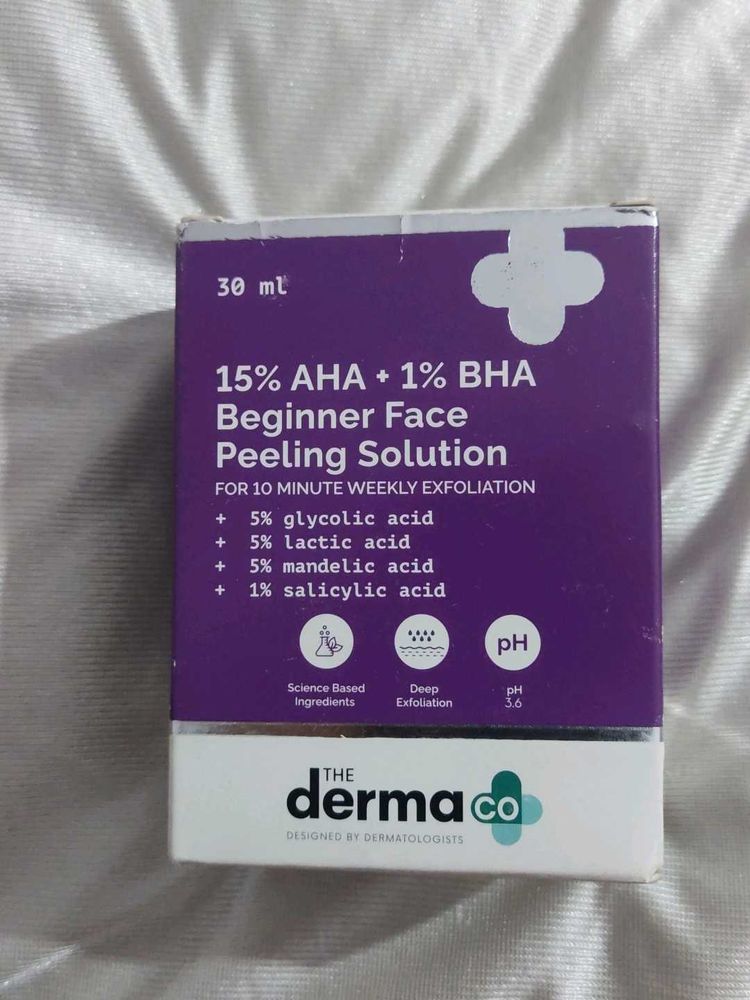 30 ml
15% AHA + 1% BHA
Beginner Face
Peeling Solution
FOR 10 MINUTE WEEKLY EXFOLIATION
+ 5% glycolic acid
+ 5% lactic acid
+ 5% mandelic acid
+ 1% salicylic acid
pH
Science Based
Ingredients
Deep
Exfoliation
pH
3.6
THE
derma co
DESIGNED BY DERMATOLOGISTS